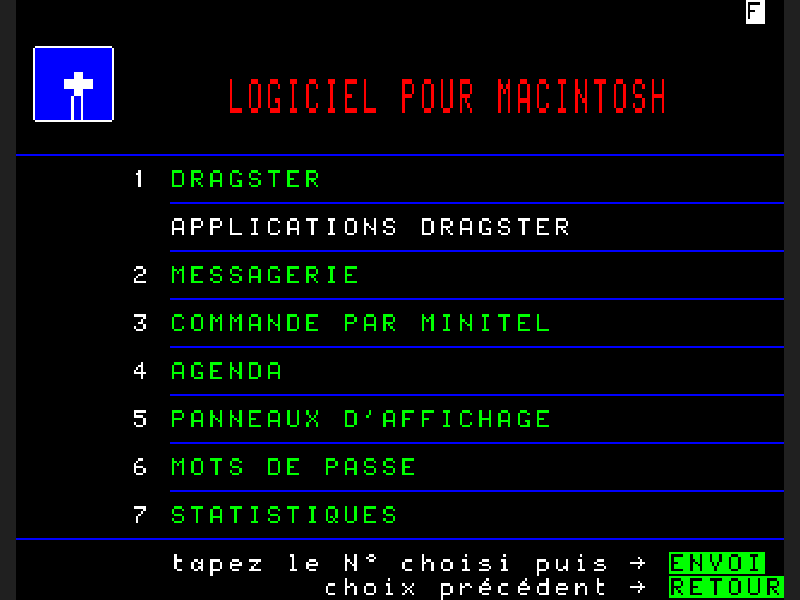 F
LOGICIEL POUR MACINTOSH
1 DRAGSTER
APPLICATIONS DRAGSTER
2 MESSAGERIE
3 COMMANDE PAR MINITEL
4 AGENDA
5 PANNEAUX D'AFFICHAGE
6 MOTS DE PASSE
7 STATISTIQUES
tapez le N° choisi puis → ENVOI
choix précédent → RETOUR